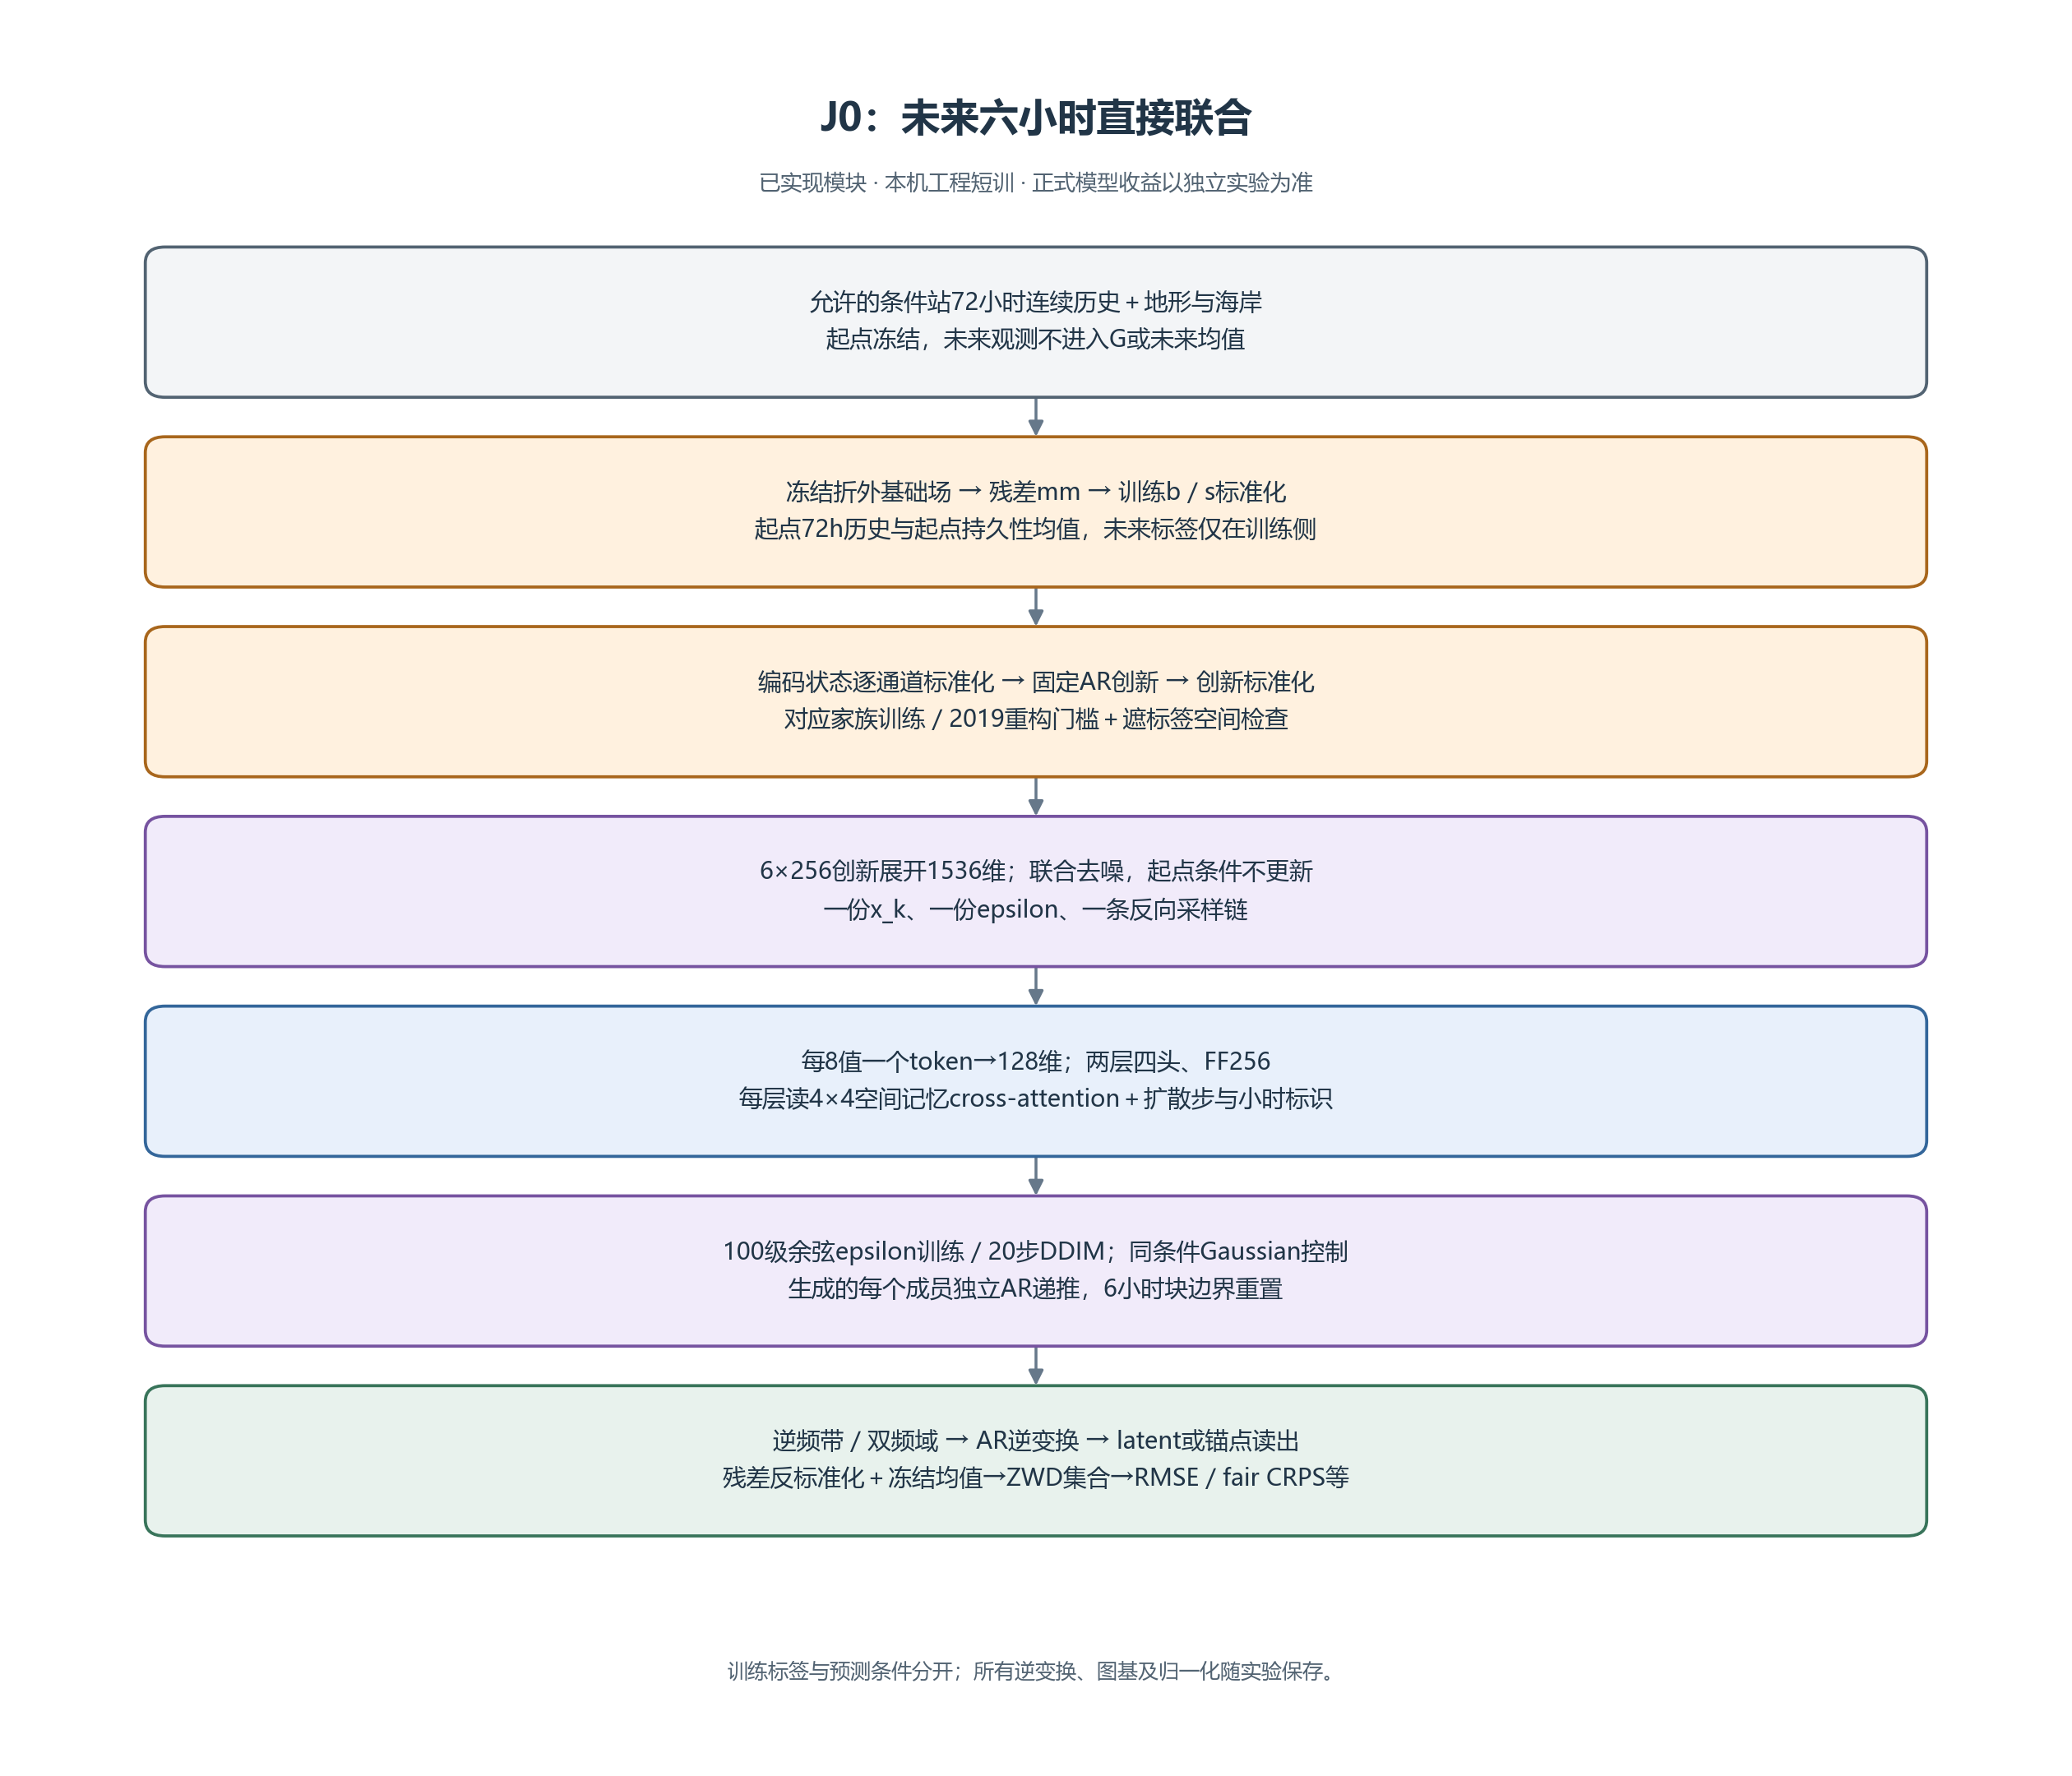 J0：未来六小时直接联合
已实现模块 · 本机工程短训 · 正式模型收益以独立实验为准
允许的条件站72小时连续历史＋地形与海岸
起点冻结，未来观测不进入G或未来均值
冻结折外基础场 → 残差mm → 训练b / s标准化
起点72h历史与起点持久性均值，未来标签仅在训练侧
编码状态逐通道标准化 → 固定AR创新 → 创新标准化
对应家族训练 / 2019重构门槛＋遮标签空间检查
6×256创新展开1536维；联合去噪，起点条件不更新
一份x_k、一份epsilon、一条反向采样链
每8值一个token→128维；两层四头、FF256
每层读4×4空间记忆cross-attention＋扩散步与小时标识
100级余弦epsilon训练 / 20步DDIM；同条件Gaussian控制
生成的每个成员独立AR递推，6小时块边界重置
逆频带 / 双频域 → AR逆变换 → latent或锚点读出
残差反标准化＋冻结均值→ZWD集合→RMSE / fair CRPS等
训练标签与预测条件分开；所有逆变换、图基及归一化随实验保存。